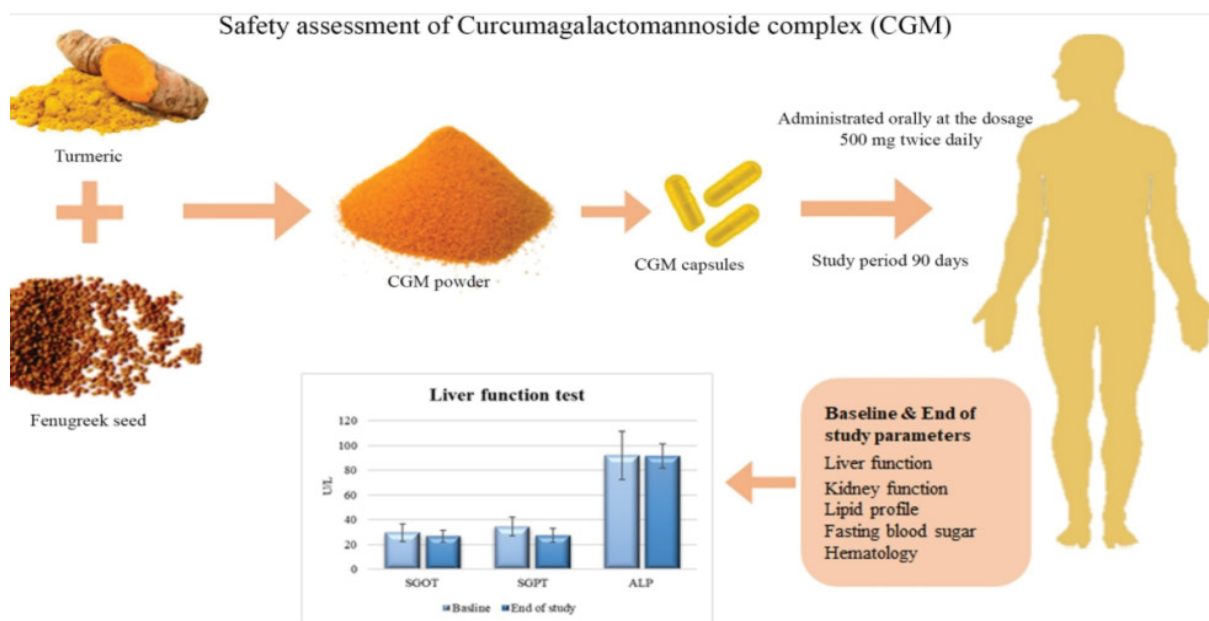 Safety assessment of Curcumagalactomannoside complex (CGM)
Turmeric
Fenugreek seed
CGM powder
CGM capsules
Administrated orally at the dosage
500 mg twice daily
Study period 90 days
Baseline & End of
study parameters
Liver function
Kidney function
Lipid profile
Fasting blood sugar
Hematology
Liver function test
120
100
80
60
40
20
0
U/L
SGOT
SGPT
ALP
Basline
End of study